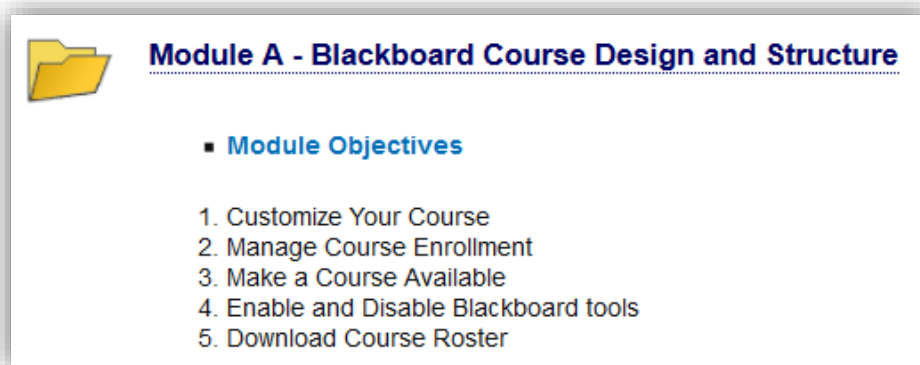 Module A - Blackboard Course Design and Structure
Module Objectives
1. Customize Your Course
2. Manage Course Enrollment
3. Make a Course Available
4. Enable and Disable Blackboard tools
5. Download Course Roster